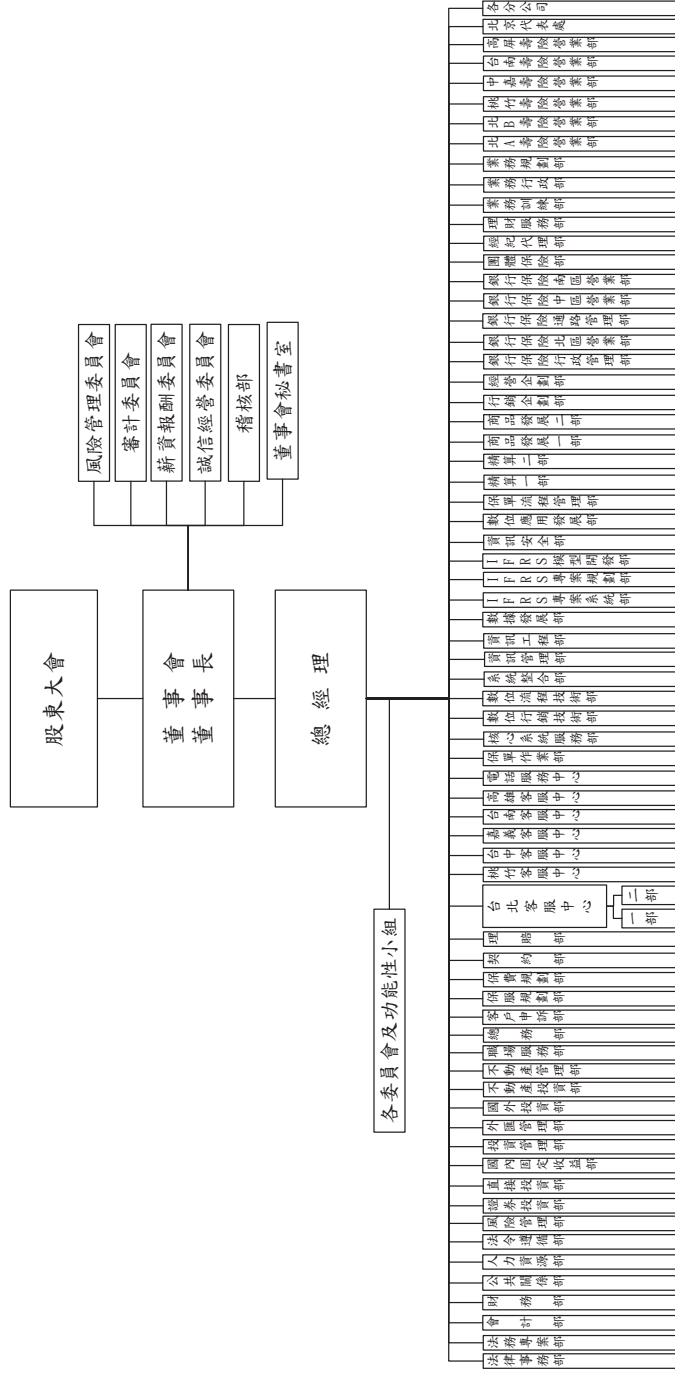 股東大會
董事會
董事長
總經理
風險管理委員會
審計委員會
薪資報酬委員會
誠信經營委員會
稽核部
董事會秘書室
各委員會及功能性小組
法律事務部
法務專案部
會計部
財務部
公共關係部
人力資源部
法令遵循部
風險管理部
證券投資部
直接投資部
國內固定收益部
投資管理部
外匯管理部
國外投資部
不動產投資部
不動產管理部
職場服務部
總務部
客戶申訴部
保服規劃部
保費規劃部
契約部
理賠部
台北客服中心
一部
二部
桃竹客服中心
台中客服中心
嘉義客服中心
台南客服中心
高雄客服中心
電話服務中心
保單作業部
核心系統服務部
數位行銷技術部
數位流程技術部
系統整合部
資訊管理部
資訊工程部
數據發展部
IFRS專案系統部
IFRS專案規劃部
IFRS模型開發部
資訊安全部
數位應用發展部
保單流程管理部
精算一部
精算二部
商品發展一部
商品發展二部
行銷企劃部
經營企劃部
銀行保險行政管理部
銀行保險北區營業部
銀行保險通路管理部
銀行保險中區營業部
銀行保險南區營業部
團體保險部
經紀代理部
理財服務部
業務訓練部
業務行政部
業務規劃部
北A壽險營業部
北B壽險營業部
桃竹壽險營業部
中嘉壽險營業部
台南壽險營業部
高屏壽險營業部
北京代表處
各分公司